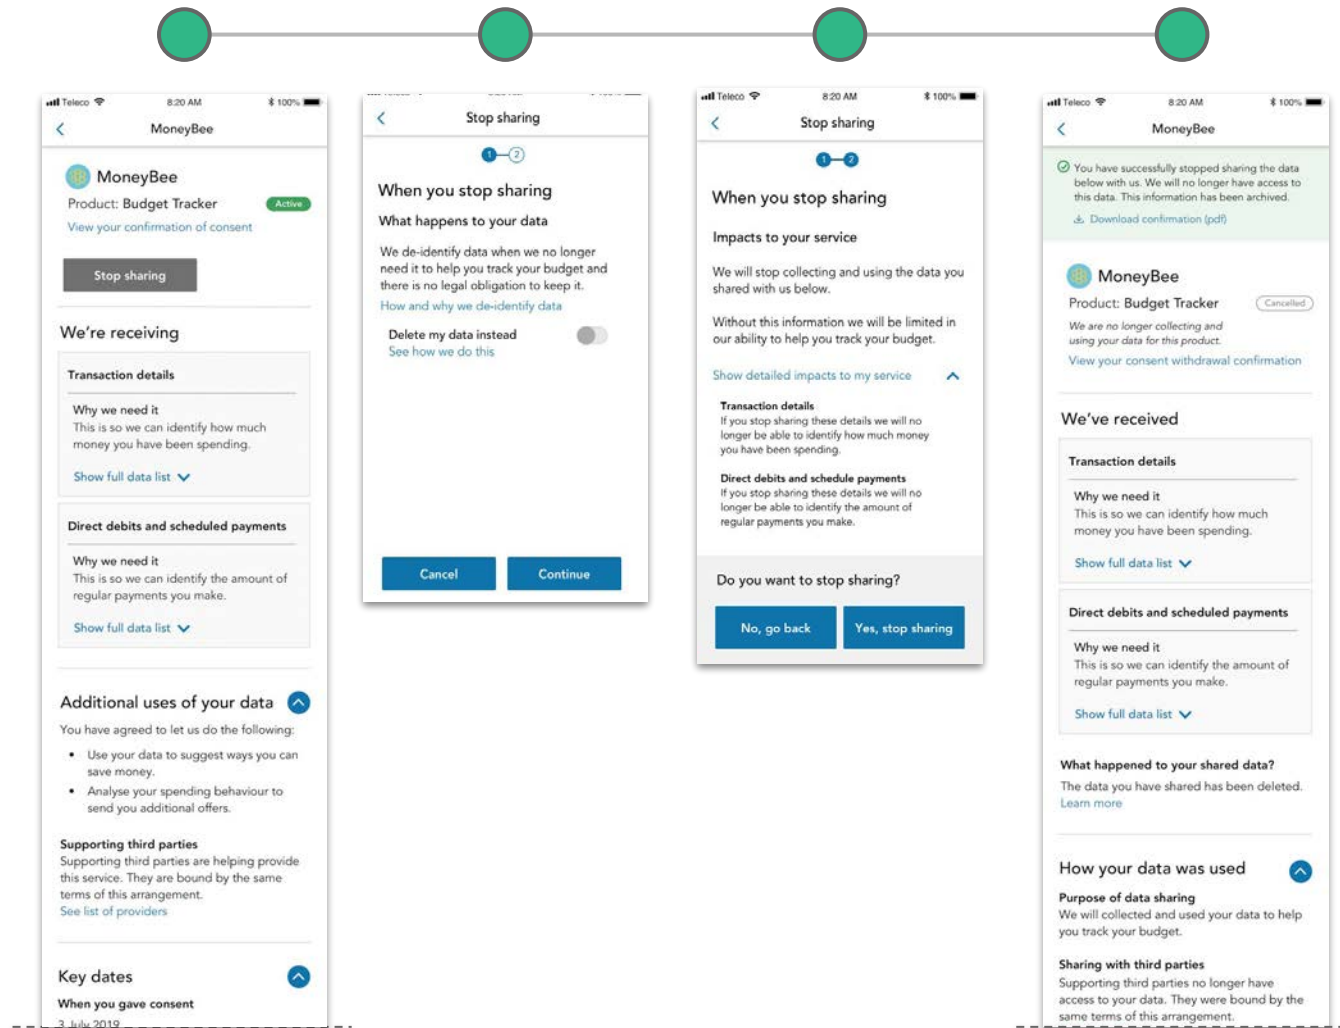 Teleco
8:20 AM
100%
MoneyBee
MoneyBee
Product: Budget Tracker
Active
View your confirmation of consent
Stop sharing
We're receiving
Transaction details
Why we need it
This is so we can identify how much
money you have been spending.
Show full data list
Direct debits and scheduled payments
Why we need it
This is so we can identify the amount of
regular payments you make.
Show full data list
Additional uses of your data
You have agreed to let us do the following:
• Use your data to suggest ways you can
save money.
• Analyse your spending behaviour to
send you additional offers.
Supporting third parties
Supporting third parties are helping provide
this service. They are bound by the same
terms of this arrangement.
See list of providers
Key dates
When you gave consent
3 July 2019
Stop sharing
1
2
When you stop sharing
What happens to your data
We de-identify data when we no longer
need it to help you track your budget and
there is no legal obligation to keep it.
How and why we de-identify data
Delete my data instead
See how we do this
Cancel
Continue
Teleco
8:20 AM
100%
Stop sharing
1
2
When you stop sharing
Impacts to your service
We will stop collecting and using the data you
shared with us below.
Without this information we will be limited in
our ability to help you track your budget.
Show detailed impacts to my service
Transaction details
If you stop sharing these details we will no
longer be able to identify how much money
you have been spending.
Direct debits and schedule payments
If you stop sharing these details we will no
longer be able to identify the amount of
regular payments you make.
Do you want to stop sharing?
No, go back
Yes, stop sharing
Teleco
8:20 AM
100%
MoneyBee
You have successfully stopped sharing the data
below with us. We will no longer have access to
this data. This information has been archived.
Download confirmation (pdf)
MoneyBee
Product: Budget Tracker
Cancelled
We are no longer collecting and
using your data for this product.
View your consent withdrawal confirmation
We've received
Transaction details
Why we need it
This is so we can identify how much
money you have been spending.
Show full data list
Direct debits and scheduled payments
Why we need it
This is so we can identify the amount of
regular payments you make.
Show full data list
What happened to your shared data?
The data you have shared has been deleted.
Learn more
How your data was used
Purpose of data sharing
We will collected and used your data to help
you track your budget.
Sharing with third parties
Supporting third parties no longer have
access to your data. They were bound by the
same terms of this arrangement.